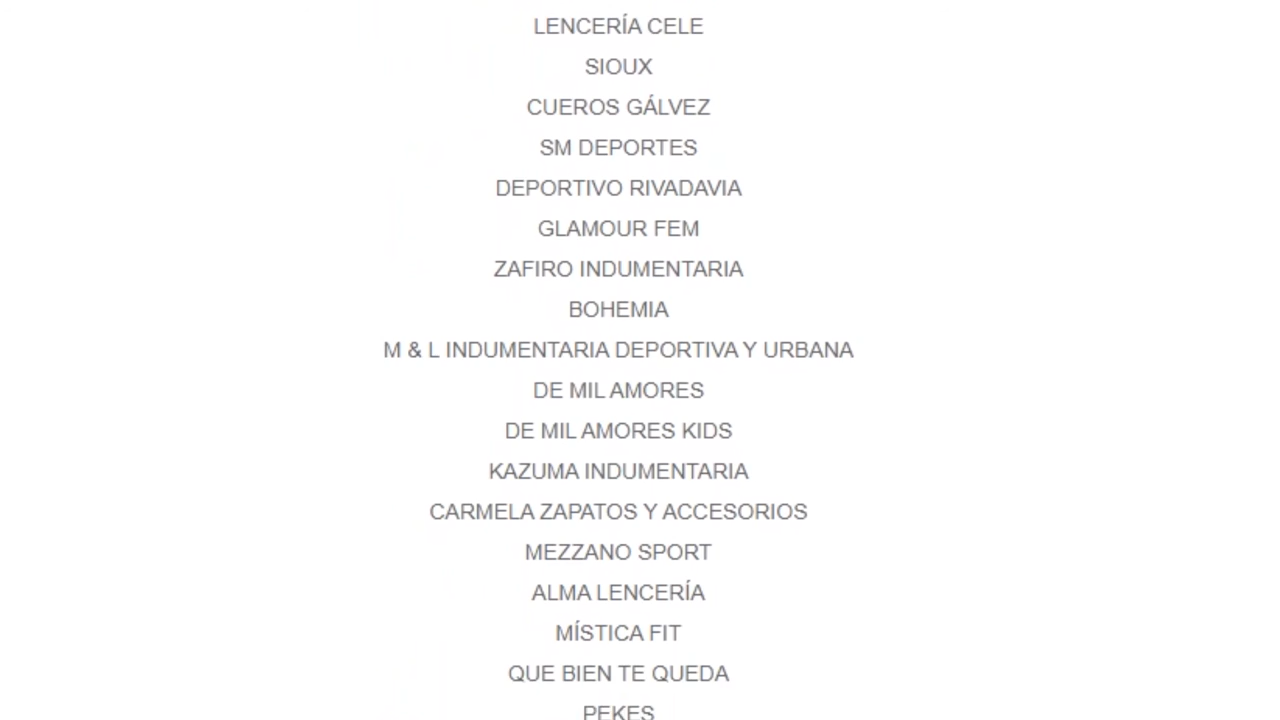 LENCERÍA CELE
SIOUX
CUEROS GÁLVEZ
SM DEPORTES
DEPORTIVO RIVADAVIA
GLAMOUR FEM
ZAFIRO INDUMENTARIA
BOHEMIA
M & L INDUMENTARIA DEPORTIVA Y URBANA
DE MIL AMORES
DE MIL AMORES KIDS
KAZUMA INDUMENTARIA
CARMELA ZAPATOS Y ACCESORIOS
MEZZANO SPORT
ALMA LENCERÍA
MÍSTICA FIT
QUE BIEN TE QUEDA
PEKES